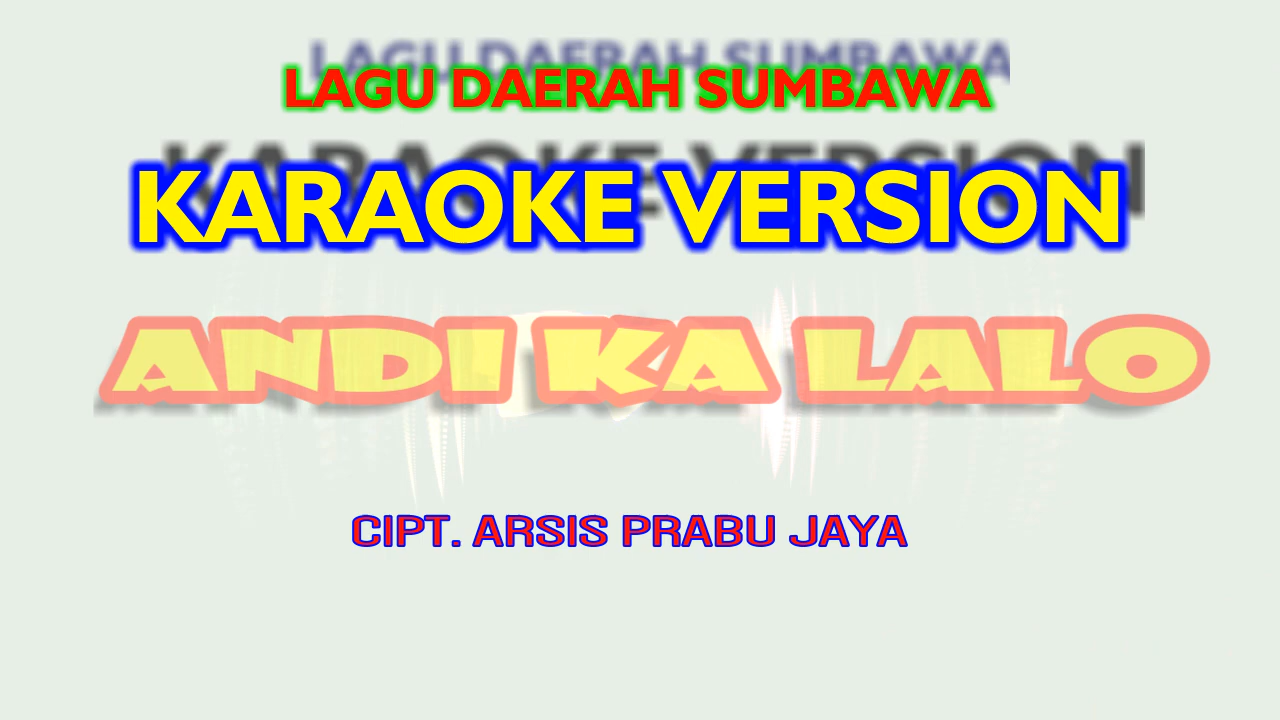 LAGU DAERAH SUMBAWA
KARAOKE VERSION
ANDI KA LALO
CIPT. ARSIS PRABU JAYA